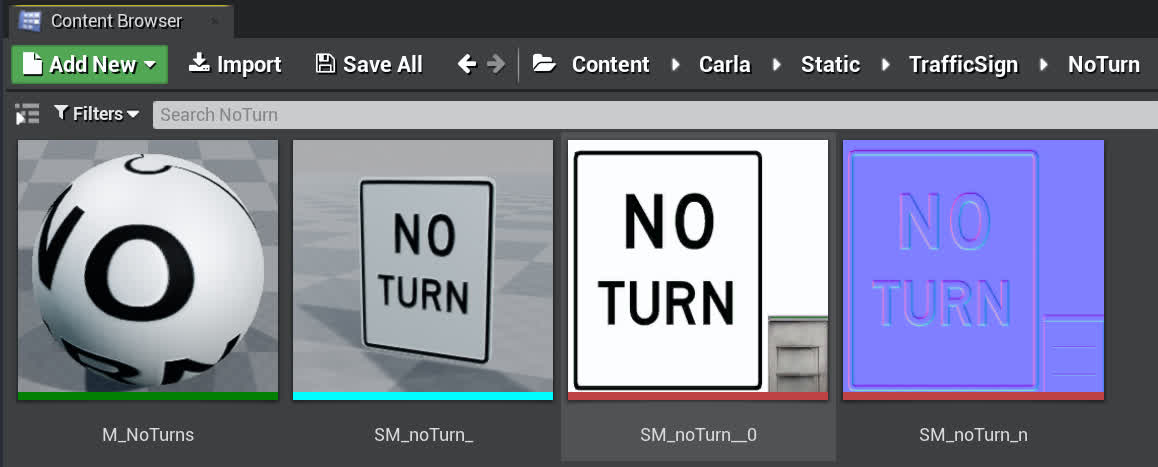 Content Browser
Add New Import Save All Content Carla Static TrafficSign NoTurn
Filters Search NoTurn
NO
TURN
NO
TURN
NO
TURN
M_NoTurns
SM_noTurn_
SM_noTurn__0
SM_noTurn_n